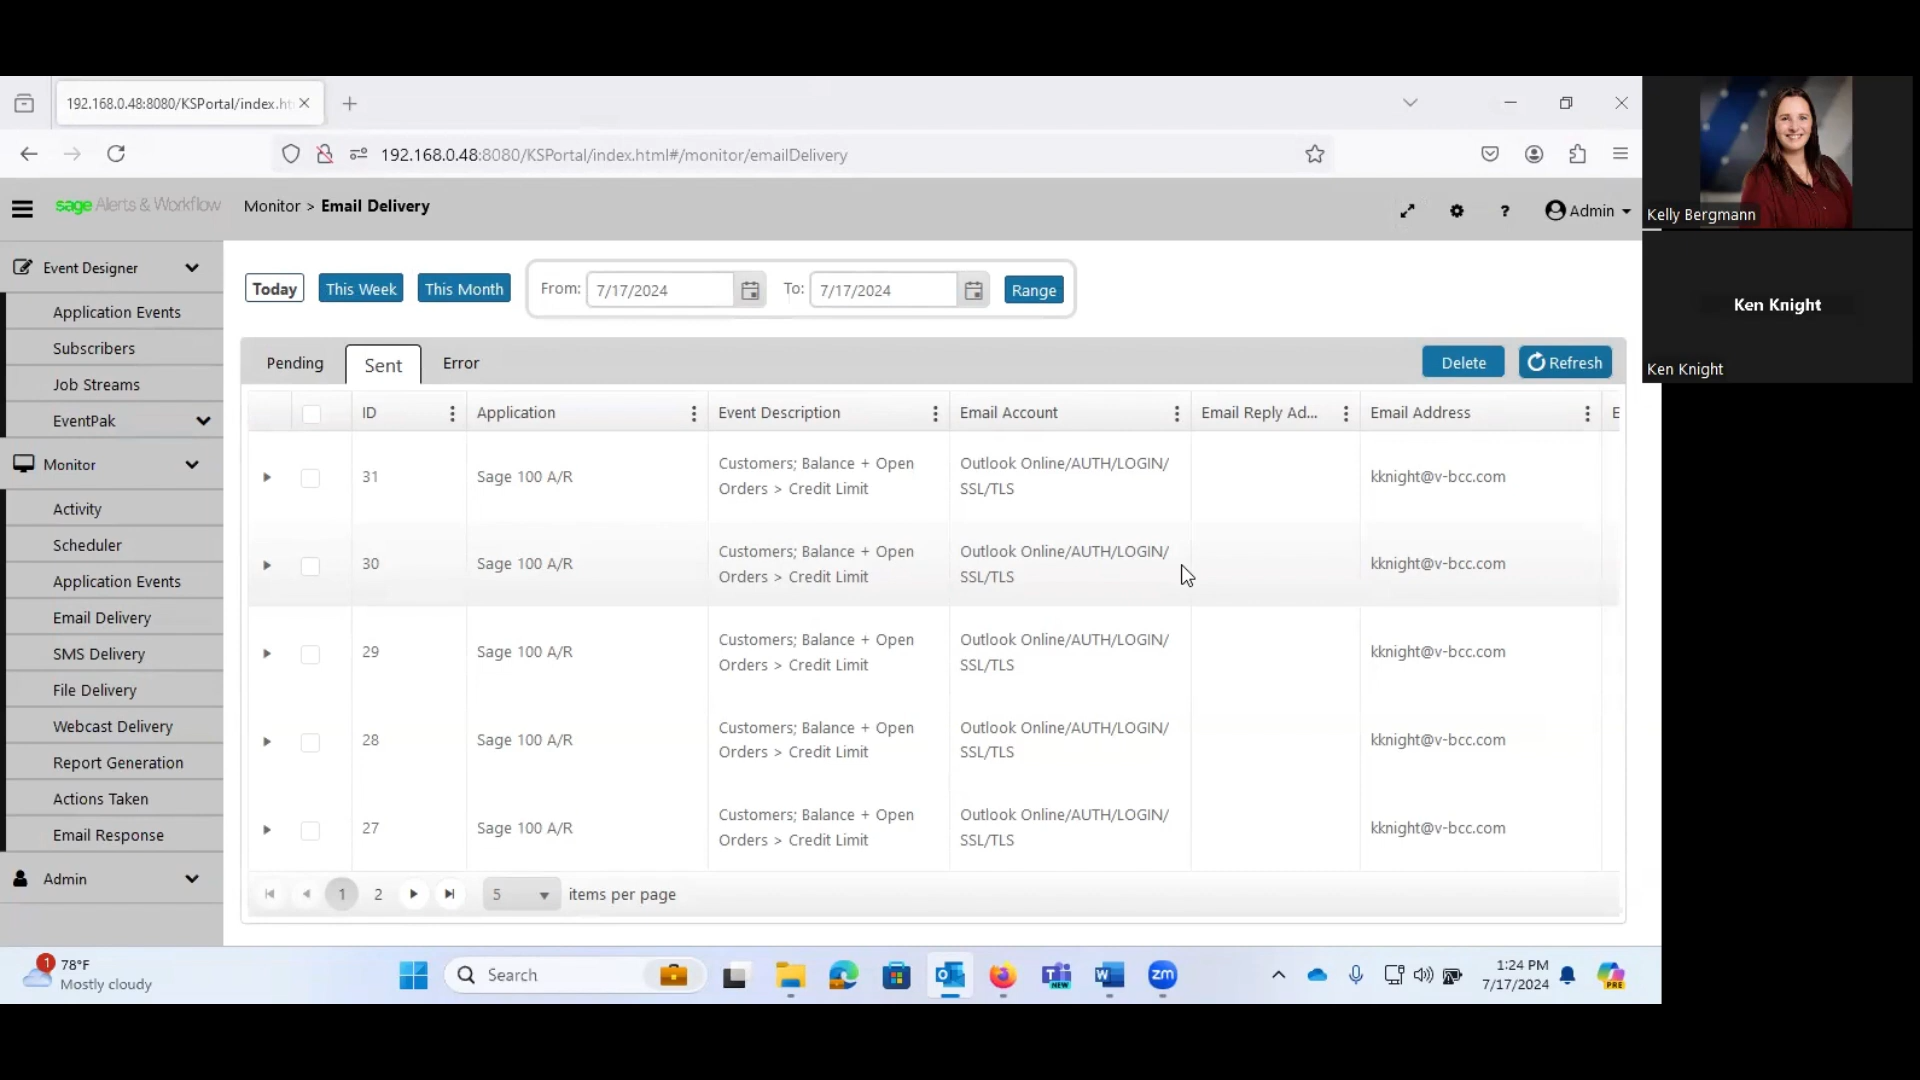 192.168.0.48:8080/KSPortal/index.ht
192.168.0.48:8080/KSPortal/index.html#/monitor/emailDelivery
sage Alerts & Workflow
Monitor > Email Delivery
? Admin
Kelly Bergmann
Event Designer
Application Events
Subscribers
Job Streams
EventPak
Monitor
Activity
Scheduler
Application Events
Email Delivery
SMS Delivery
File Delivery
Webcast Delivery
Report Generation
Actions Taken
Email Response
Admin
Today This Week This Month From: 7/17/2024 To: 7/17/2024 Range
Ken Knight
Ken Knight
Pending Sent Error Delete Refresh
ID Application Event Description Email Account Email Reply Ad... Email Address E
31 Sage 100 A/R Customers; Balance + Open Outlook Online/AUTH/LOGIN/ kknight@v-bcc.com
Orders > Credit Limit SSL/TLS
30 Sage 100 A/R Customers; Balance + Open Outlook Online/AUTH/LOGIN/ kknight@v-bcc.com
Orders > Credit Limit SSL/TLS
29 Sage 100 A/R Customers; Balance + Open Outlook Online/AUTH/LOGIN/ kknight@v-bcc.com
Orders > Credit Limit SSL/TLS
28 Sage 100 A/R Customers; Balance + Open Outlook Online/AUTH/LOGIN/ kknight@v-bcc.com
Orders > Credit Limit SSL/TLS
27 Sage 100 A/R Customers; Balance + Open Outlook Online/AUTH/LOGIN/ kknight@v-bcc.com
Orders > Credit Limit SSL/TLS
1 2 5 items per page
1 78°F
Mostly cloudy
Search
NEW
zm
1:24 PM
7/17/2024
PRE